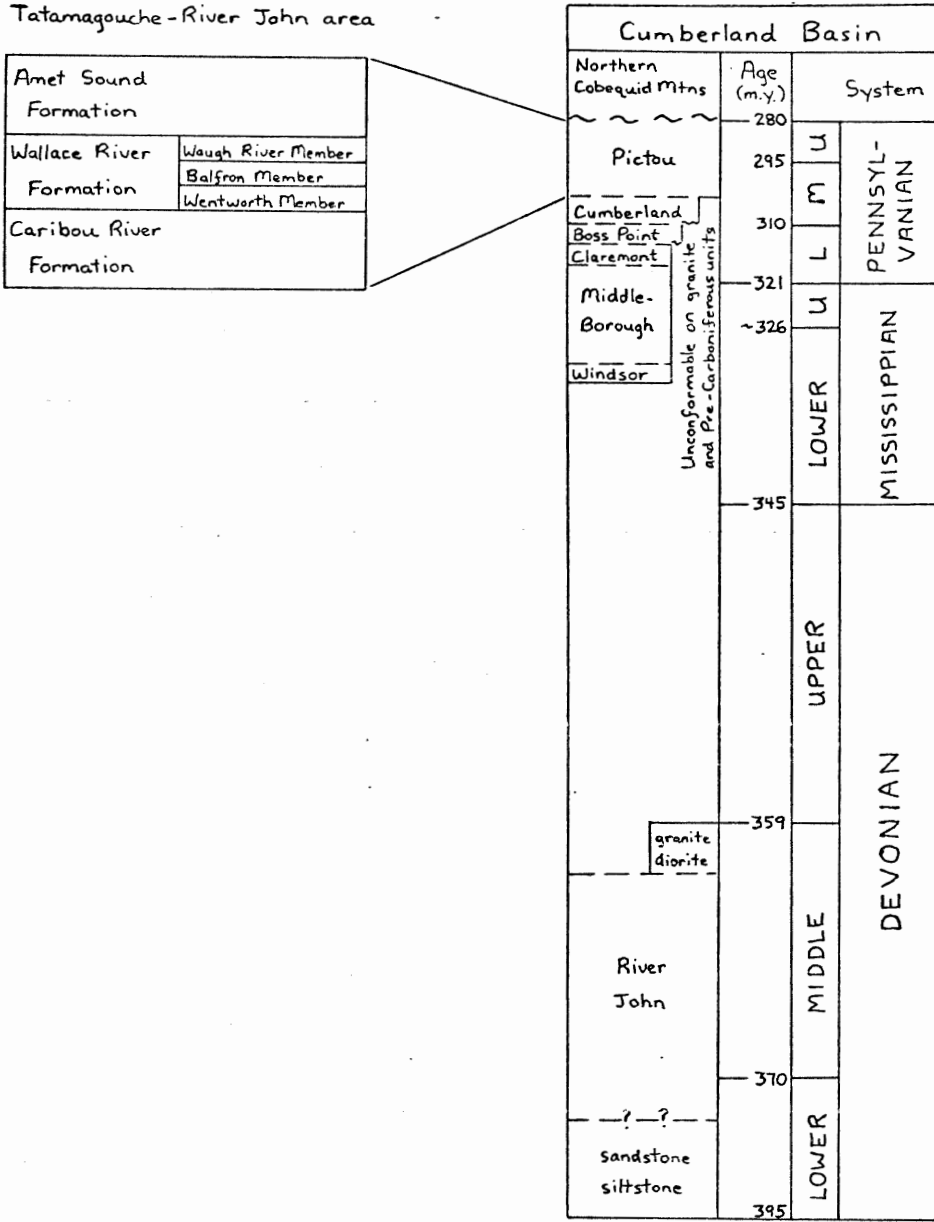 Tatamagouche-River John area
Amet Sound
Formation
Wallace River
Formation
Waugh River Member
Balfron Member
Wentworth Member
Caribou River
Formation
Cumberland Basin
Northern
Cobequid Mtns
Age
(m.y.)
System
Pictou
Cumberland
Boss Point
Claremont
Middle-
Borough
Windsor
Unconformable on granite
and Pre-Carboniferous units
granite
diorite
River
John
? ?
sandstone
siltstone
280
295
310
321
~326
345
359
370
395
U
M
L
U
LOWER
UPPER
MIDDLE
LOWER
PENNSYL-
VANIAN
MISSISSIPPIAN
DEVONIAN